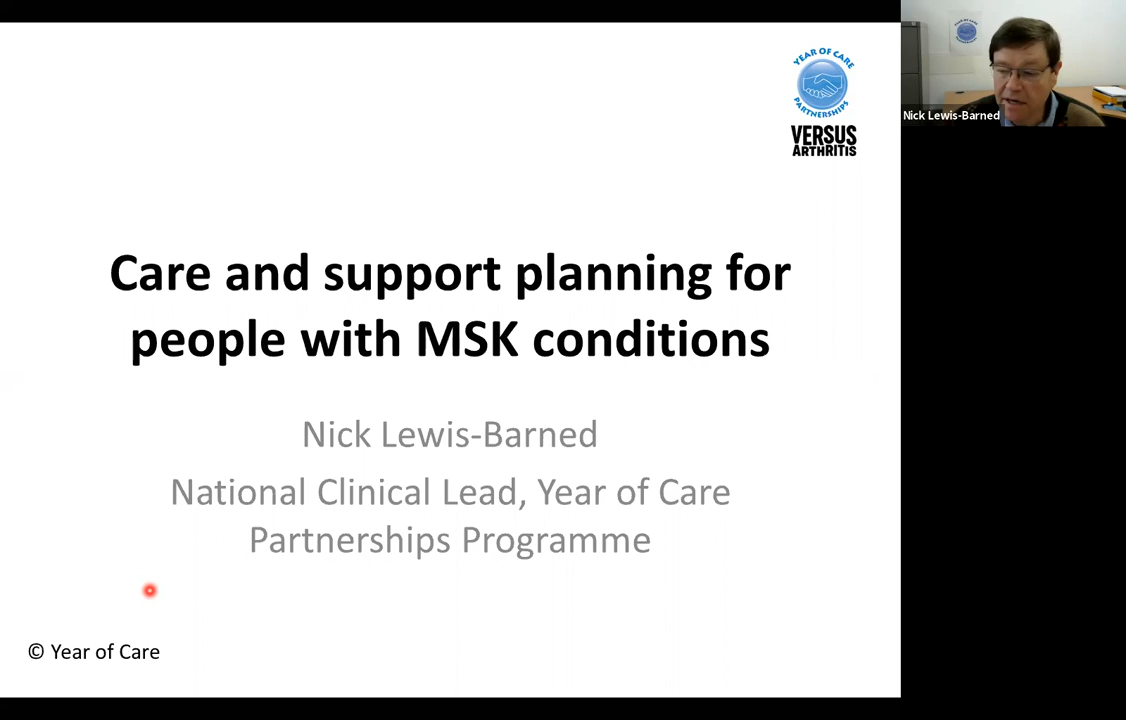 YEAR OF CARE
PARTNERSHIPS
VERSUS
ARTHRITIS
Nick Lewis-Barned
Care and support planning for
people with MSK conditions
Nick Lewis-Barned
National Clinical Lead, Year of Care
Partnerships Programme
© Year of Care